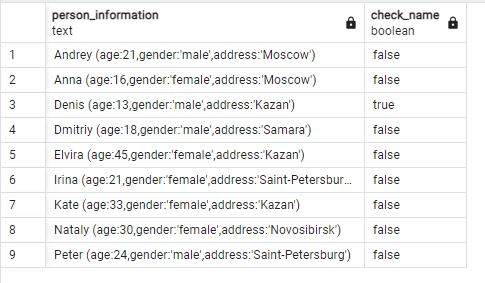 person_information check_name
text boolean
1 Andrey (age:21,gender:'male',address:'Moscow') false
2 Anna (age:16,gender:'female',address:'Moscow') false
3 Denis (age:13,gender:'male',address:'Kazan') true
4 Dmitriy (age:18,gender:'male',address:'Samara') false
5 Elvira (age:45,gender:'female',address:'Kazan') false
6 Irina (age:21,gender:'female',address:'Saint-Petersbur... false
7 Kate (age:33,gender:'female',address:'Kazan') false
8 Nataly (age:30,gender:'female',address:'Novosibirsk') false
9 Peter (age:24,gender:'male',address:'Saint-Petersburg') false